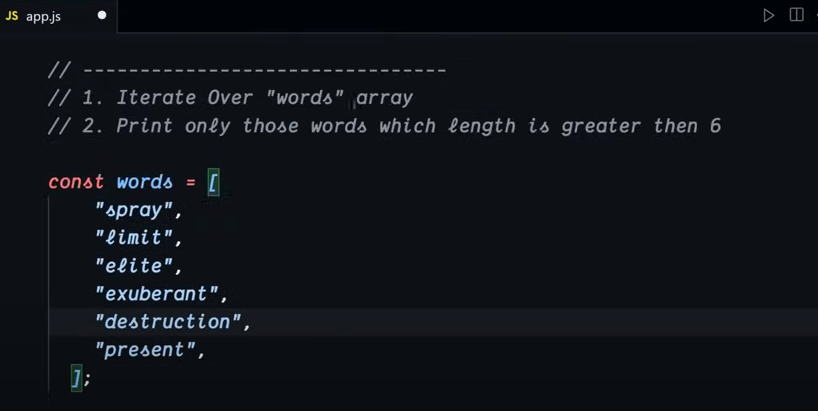 JS app.js
// --------------------------------
// 1. Iterate Over "words" array
// 2. Print only those words which length is greater then 6
const words = [
"spray",
"limit",
"elite",
"exuberant",
"destruction",
"present",
];